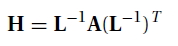 H = L⁻¹A(L⁻¹)ᵀ